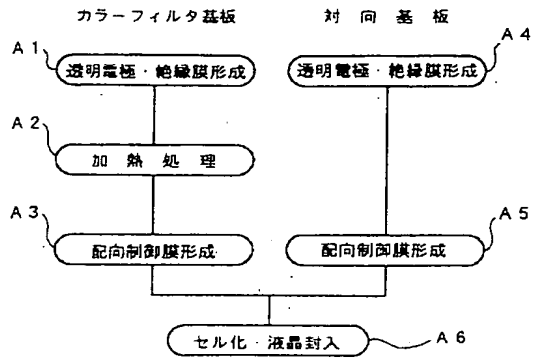 カラーフィルタ基板
対向基板
A1
透明電極・絶縁膜形成
A4
透明電極・絶縁膜形成
A2
加熱処理
A3
配向制御膜形成
A5
配向制御膜形成
セル化・液晶封入
A6